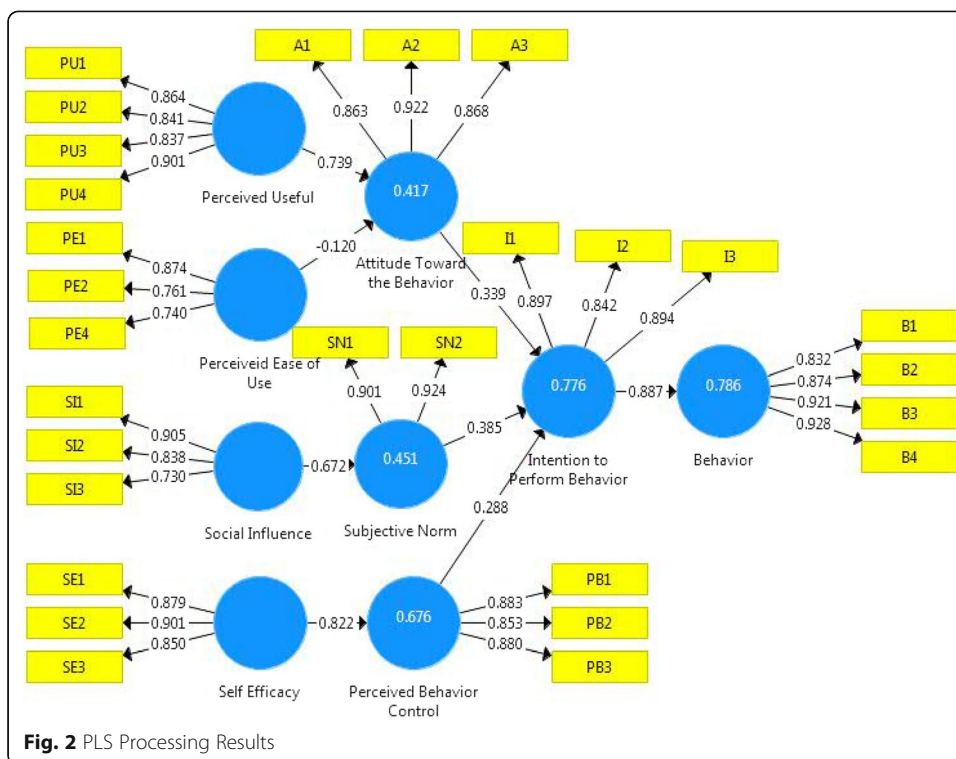 A1
A2
A3
PU1
PU2
PU3
PU4
0.864
0.841
0.837
0.901
0.863
0.922
0.868
0.739
Perceived Useful
0.417
Attitude Toward
the Behavior
PE1
PE2
PE4
0.874
0.761
0.740
-0.120
Perceiveid Ease of
Use
I1
I2
I3
0.339
0.897
0.842
0.894
SN1
SN2
0.901
0.924
SI1
SI2
SI3
0.905
0.838
0.730
Social Influence
0.672
0.451
Subjective Norm
0.385
0.776
Intention to
Perform Behavior
0.887
0.786
Behavior
0.832
0.874
0.921
0.928
B1
B2
B3
B4
0.288
SE1
SE2
SE3
0.879
0.901
0.850
Self Efficacy
0.822
0.676
Perceived Behavior
Control
0.883
0.853
0.880
PB1
PB2
PB3
Fig. 2 PLS Processing Results